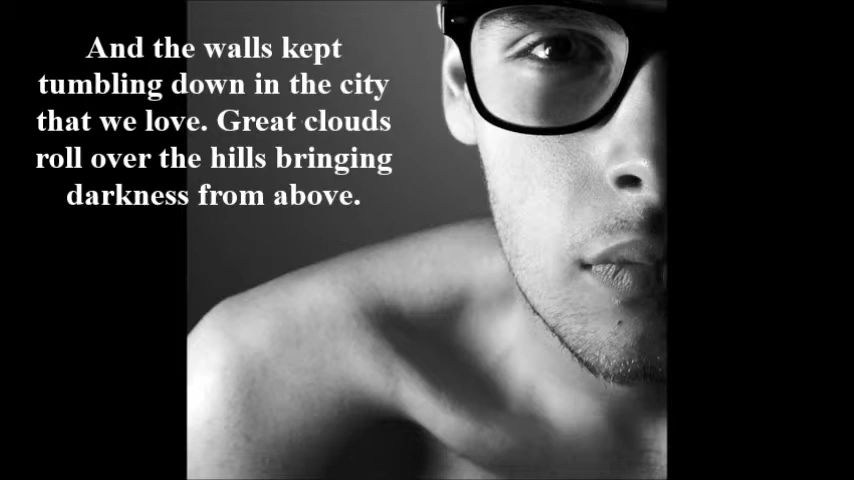 And the walls kept
tumbling down in the city
that we love. Great clouds
roll over the hills bringing
darkness from above.